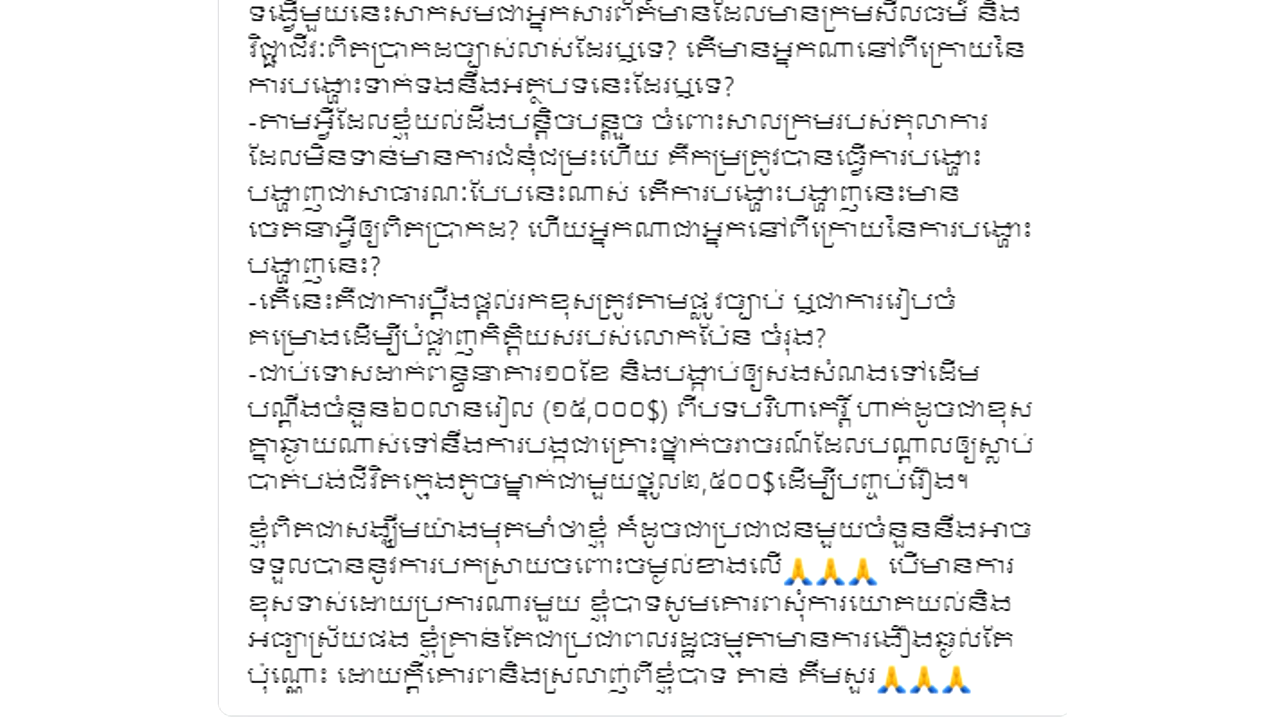 ទង្វើមួយនេះសាកសមជាអ្នកសារព័ត៌មានដែលមានក្រមសីលធម៌ និង
វិជ្ជាជីវៈពិតប្រាកដច្បាស់លាស់ដែរឬទេ? តើមានអ្នកណានៅពីក្រោយនៃ
ការបង្ហោះទាក់ទងនឹងអត្ថបទនេះដែរឬទេ?
-តាមអ្វីដែលខ្ញុំយល់ដឹងបន្តិចបន្តួច ចំពោះសាលក្រមរបស់តុលាការ
ដែលមិនទាន់មានការជំនុំជម្រះហើយ គឺកម្រត្រូវបានធ្វើការបង្ហោះ
បង្ហាញជាសាធារណៈបែបនេះណាស់ តើការបង្ហោះបង្ហាញនេះមាន
ចេតនាអ្វីឲ្យពិតប្រាកដ? ហើយអ្នកណាជាអ្នកនៅពីក្រោយនៃការបង្ហោះ
បង្ហាញនេះ?
-តើនេះគឺជាការប្តឹងផ្តល់រកខុសត្រូវតាមផ្លូវច្បាប់ ឬជាការរៀបចំ
គម្រោងដើម្បីបំផ្លាញកិត្តិយសរបស់លោកប៉ែន ចំរុង?
-ជាប់ទោសដាក់ពន្ធនាគារ១០ខែ និងបង្គាប់ឲ្យសងសំណងទៅដើម
បណ្តឹងចំនួន៦០លានរៀល (១៥,០០០$) ពីបទបរិហាកេរ្តិ៍ ហាក់ដូចជាខុស
គ្នាឆ្ងាយណាស់ទៅនឹងការបង្កជាគ្រោះថ្នាក់ចរាចរណ៍ដែលបណ្តាលឲ្យស្លាប់
បាត់បង់ជីវិតក្មេងតូចម្នាក់ជាមួយថ្នូល២,៥០០$ដើម្បីបញ្ចប់រឿង។
ខ្ញុំពិតជាសង្ឃឹមយ៉ាងមុតមាំថាខ្ញុំ ក៏ដូចជាប្រជាជនមួយចំនួននឹងអាច
ទទួលបាននូវការបកស្រាយចពោះចម្ងល់ខាងលើ🙏🙏🙏 បើមានការ
ខុសទាស់ដោយប្រការណារមួយ ខ្ញុំបាទសូមគោរពសុំការយោគយល់និង
អធ្យាស្រ័យផង ខ្ញុំគ្រាន់តែជាប្រជាពលរដ្ឋធម្មតាមានការងឿងឆ្ងល់តែ
ប៉ុណ្ណោះ ដោយក្តីគោរពនិងស្រលាញ់ពីខ្ញុំបាទ តាន់ គឹមសួរ🙏🙏🙏